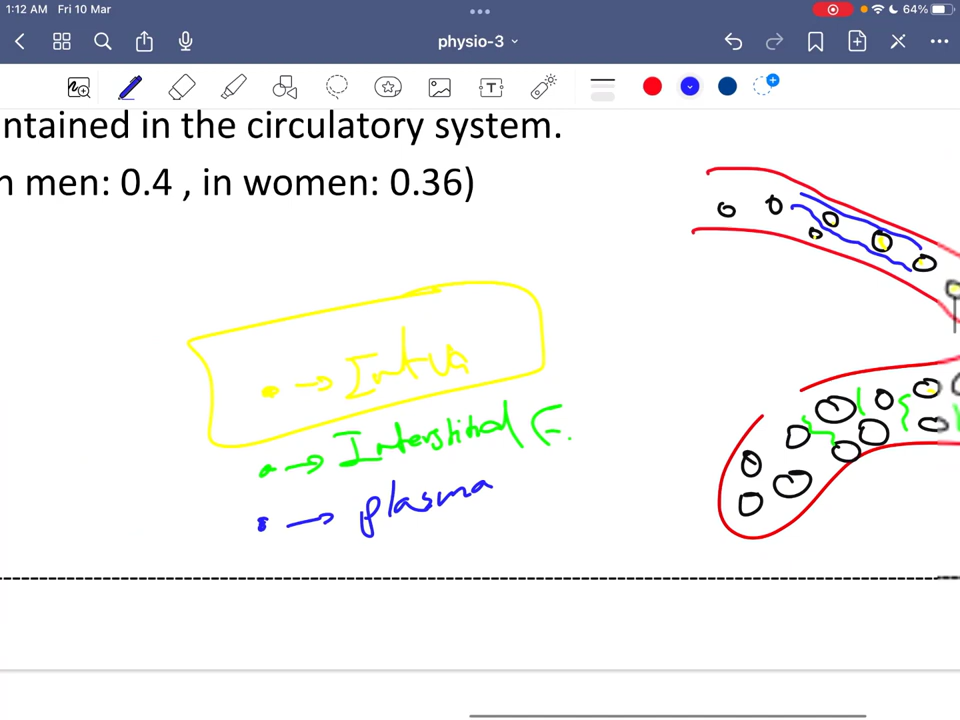 1:12 AM Fri 10 Mar 64%
physio-3
ntained in the circulatory system.
n men: 0.4 , in women: 0.36)
Interstitial F.
plasma